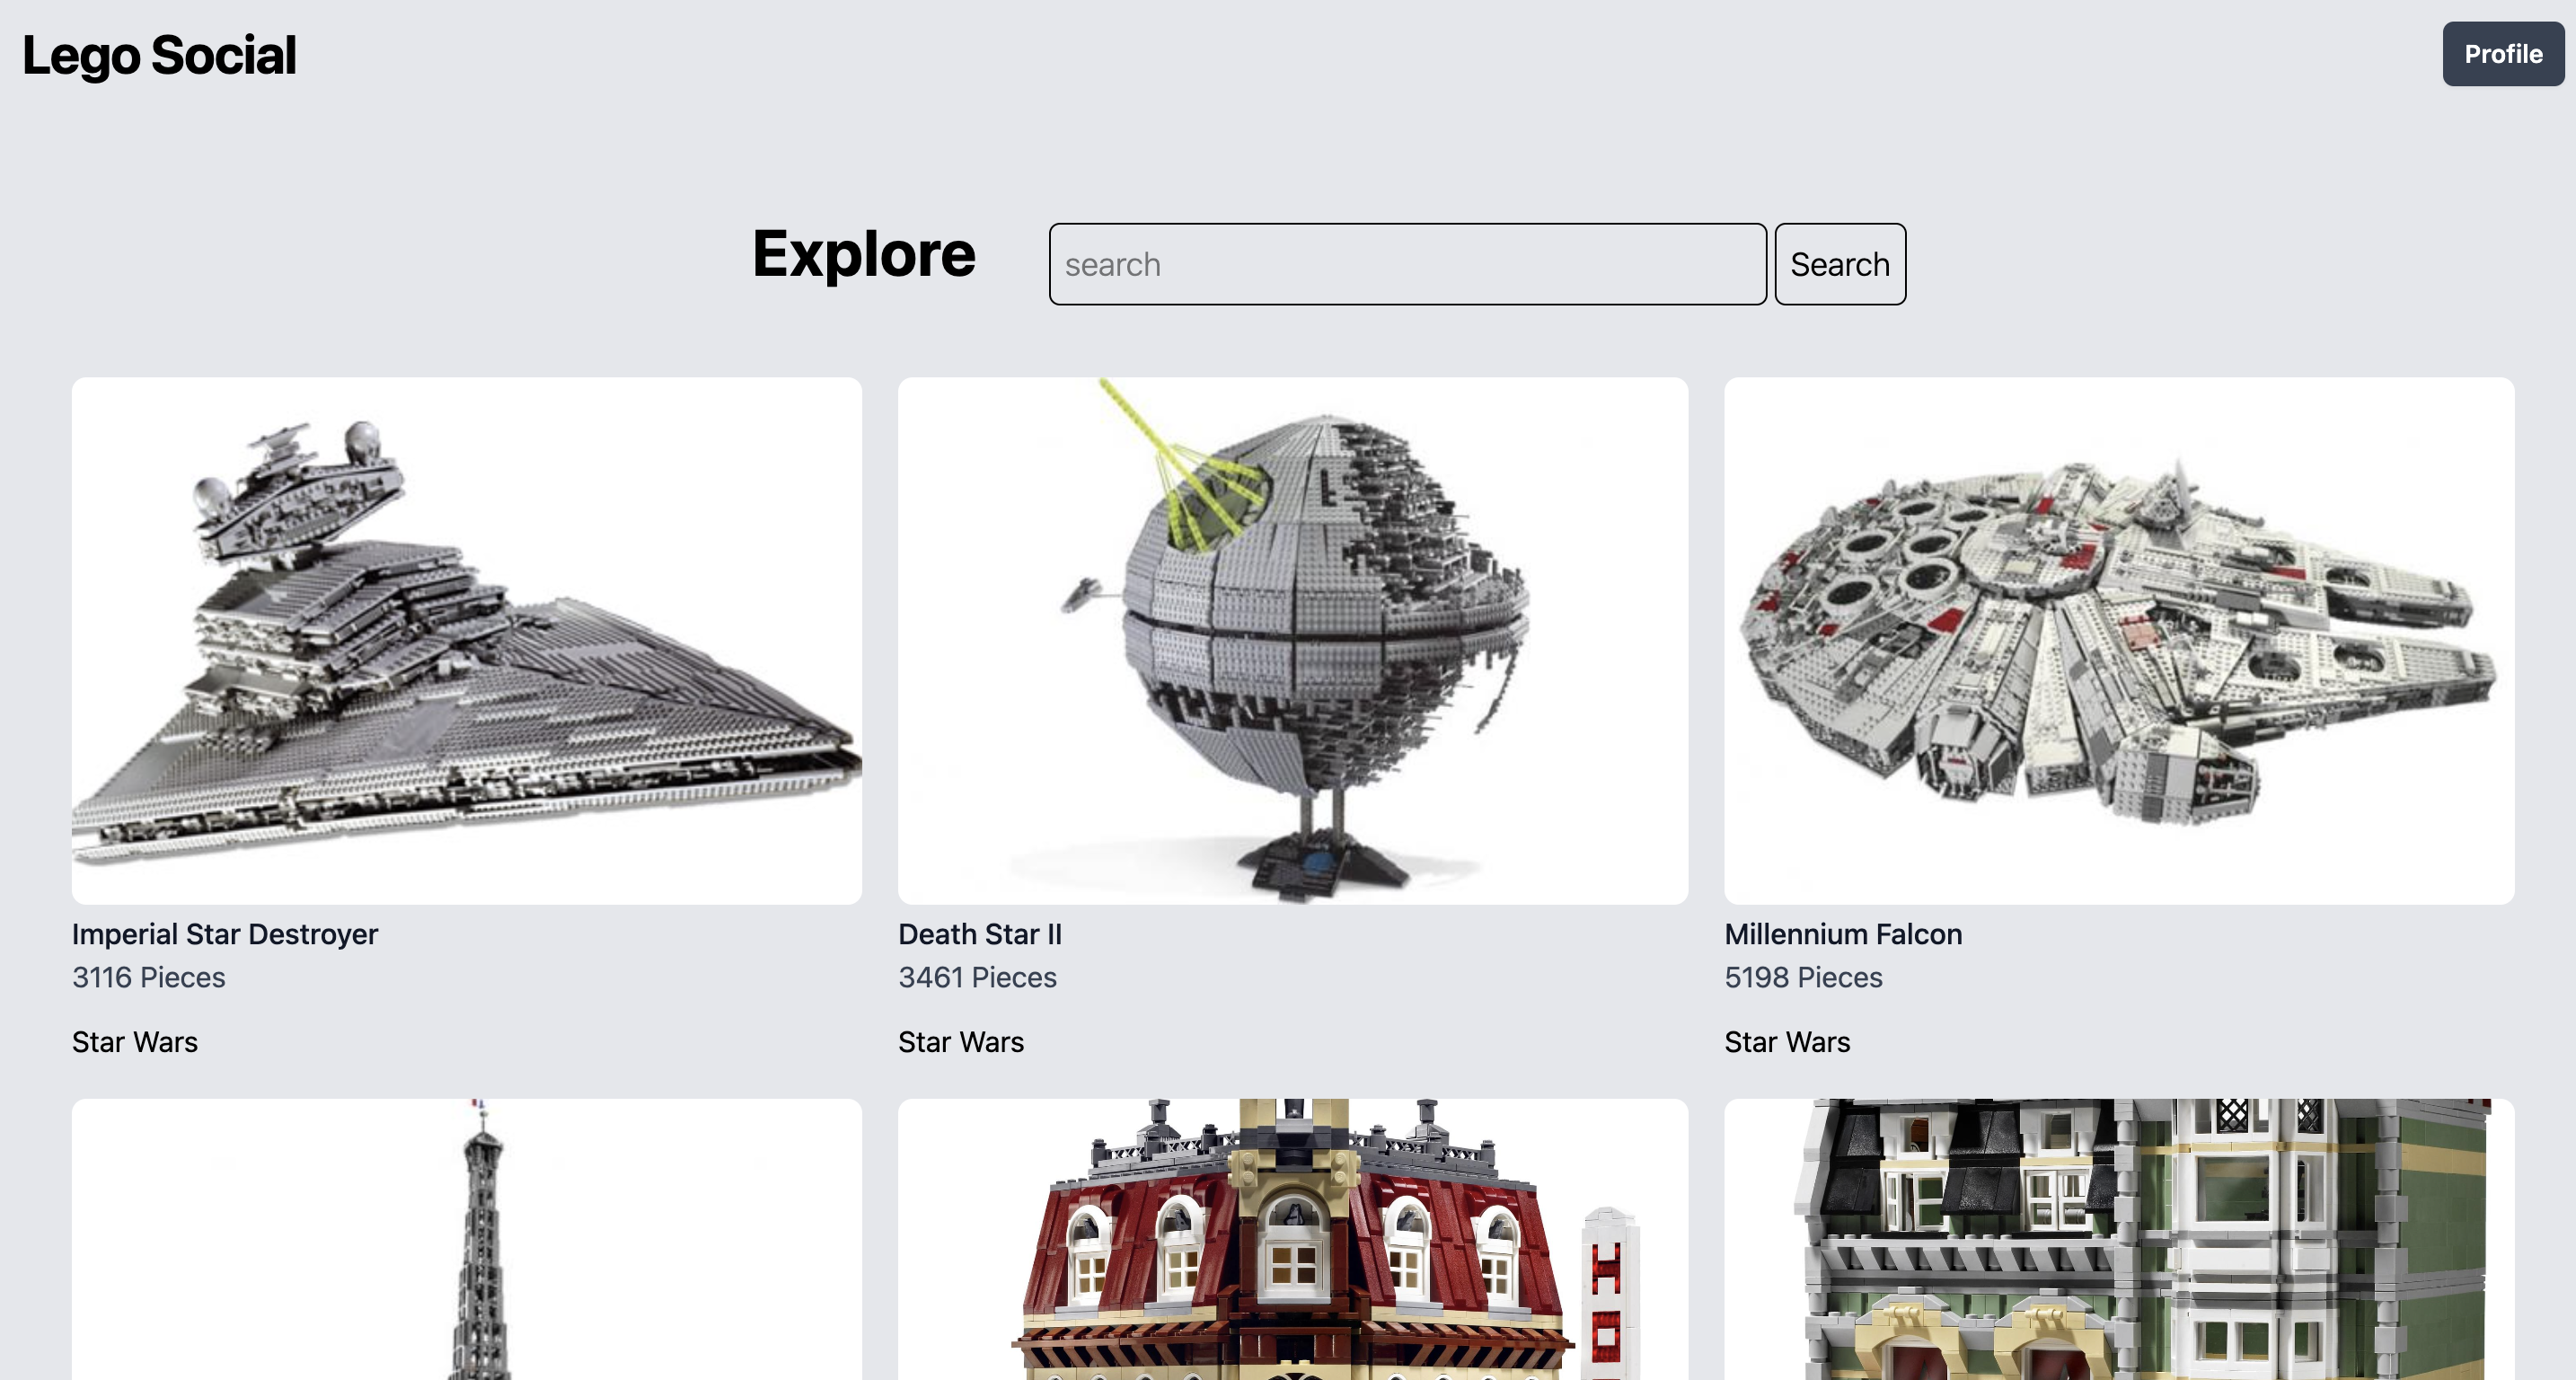 Lego Social
Profile
Explore
search
Search
Imperial Star Destroyer
3116 Pieces
Star Wars
Death Star II
3461 Pieces
Star Wars
Millennium Falcon
5198 Pieces
Star Wars